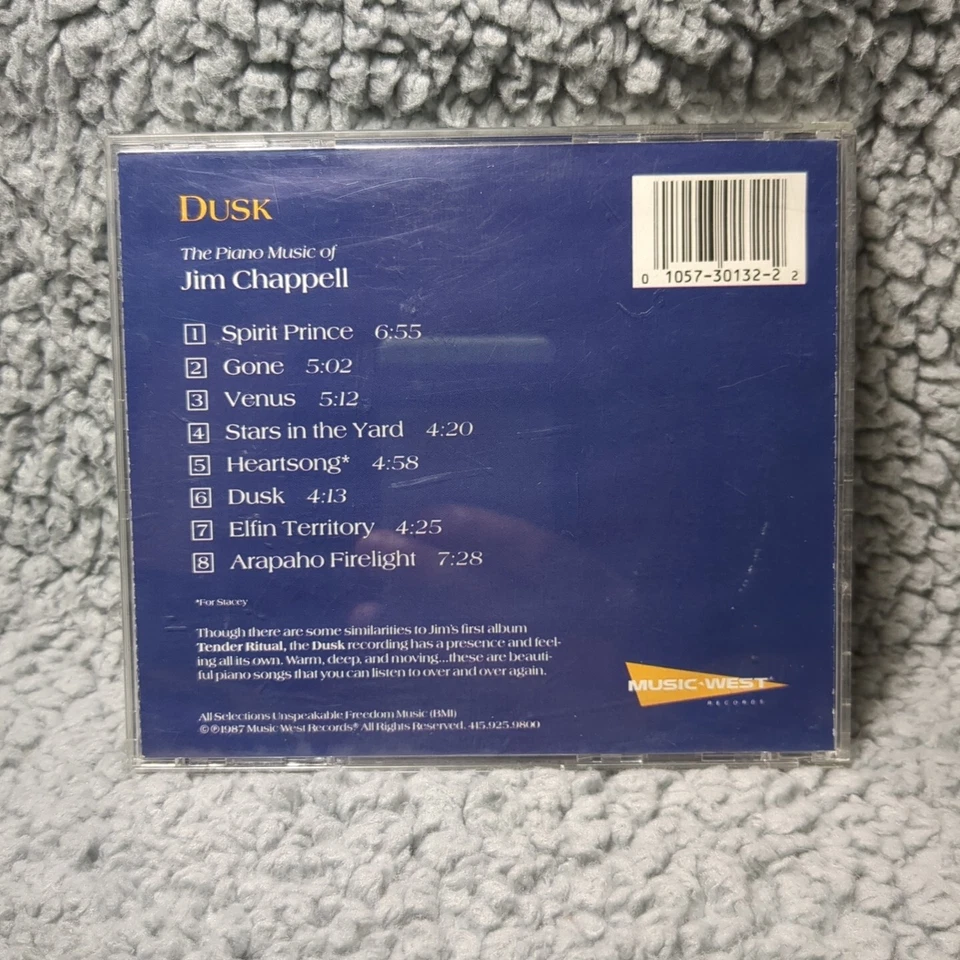 DUSK
0 1057-30132-2 2
The Piano Music of
Jim Chappell
1 Spirit Prince 6:55
2 Gone 5:02
3 Venus 5:12
4 Stars in the Yard 4:20
5 Heartsong* 4:58
6 Dusk 4:13
7 Elfin Territory 4:25
8 Arapaho Firelight 7:28
*For Stacey
Though there are some similarities to Jim's first album
Tender Ritual, the Dusk recording has a presence and feel-
ing all its own. Warm, deep, and moving...these are beauti-
ful piano songs that you can listen to over and over again.
MUSIC•WEST®
RECORDS
All Selections Unspeakable Freedom Music (BMI)
©℗1987 Music West Records® All Rights Reserved. 415.925.9800